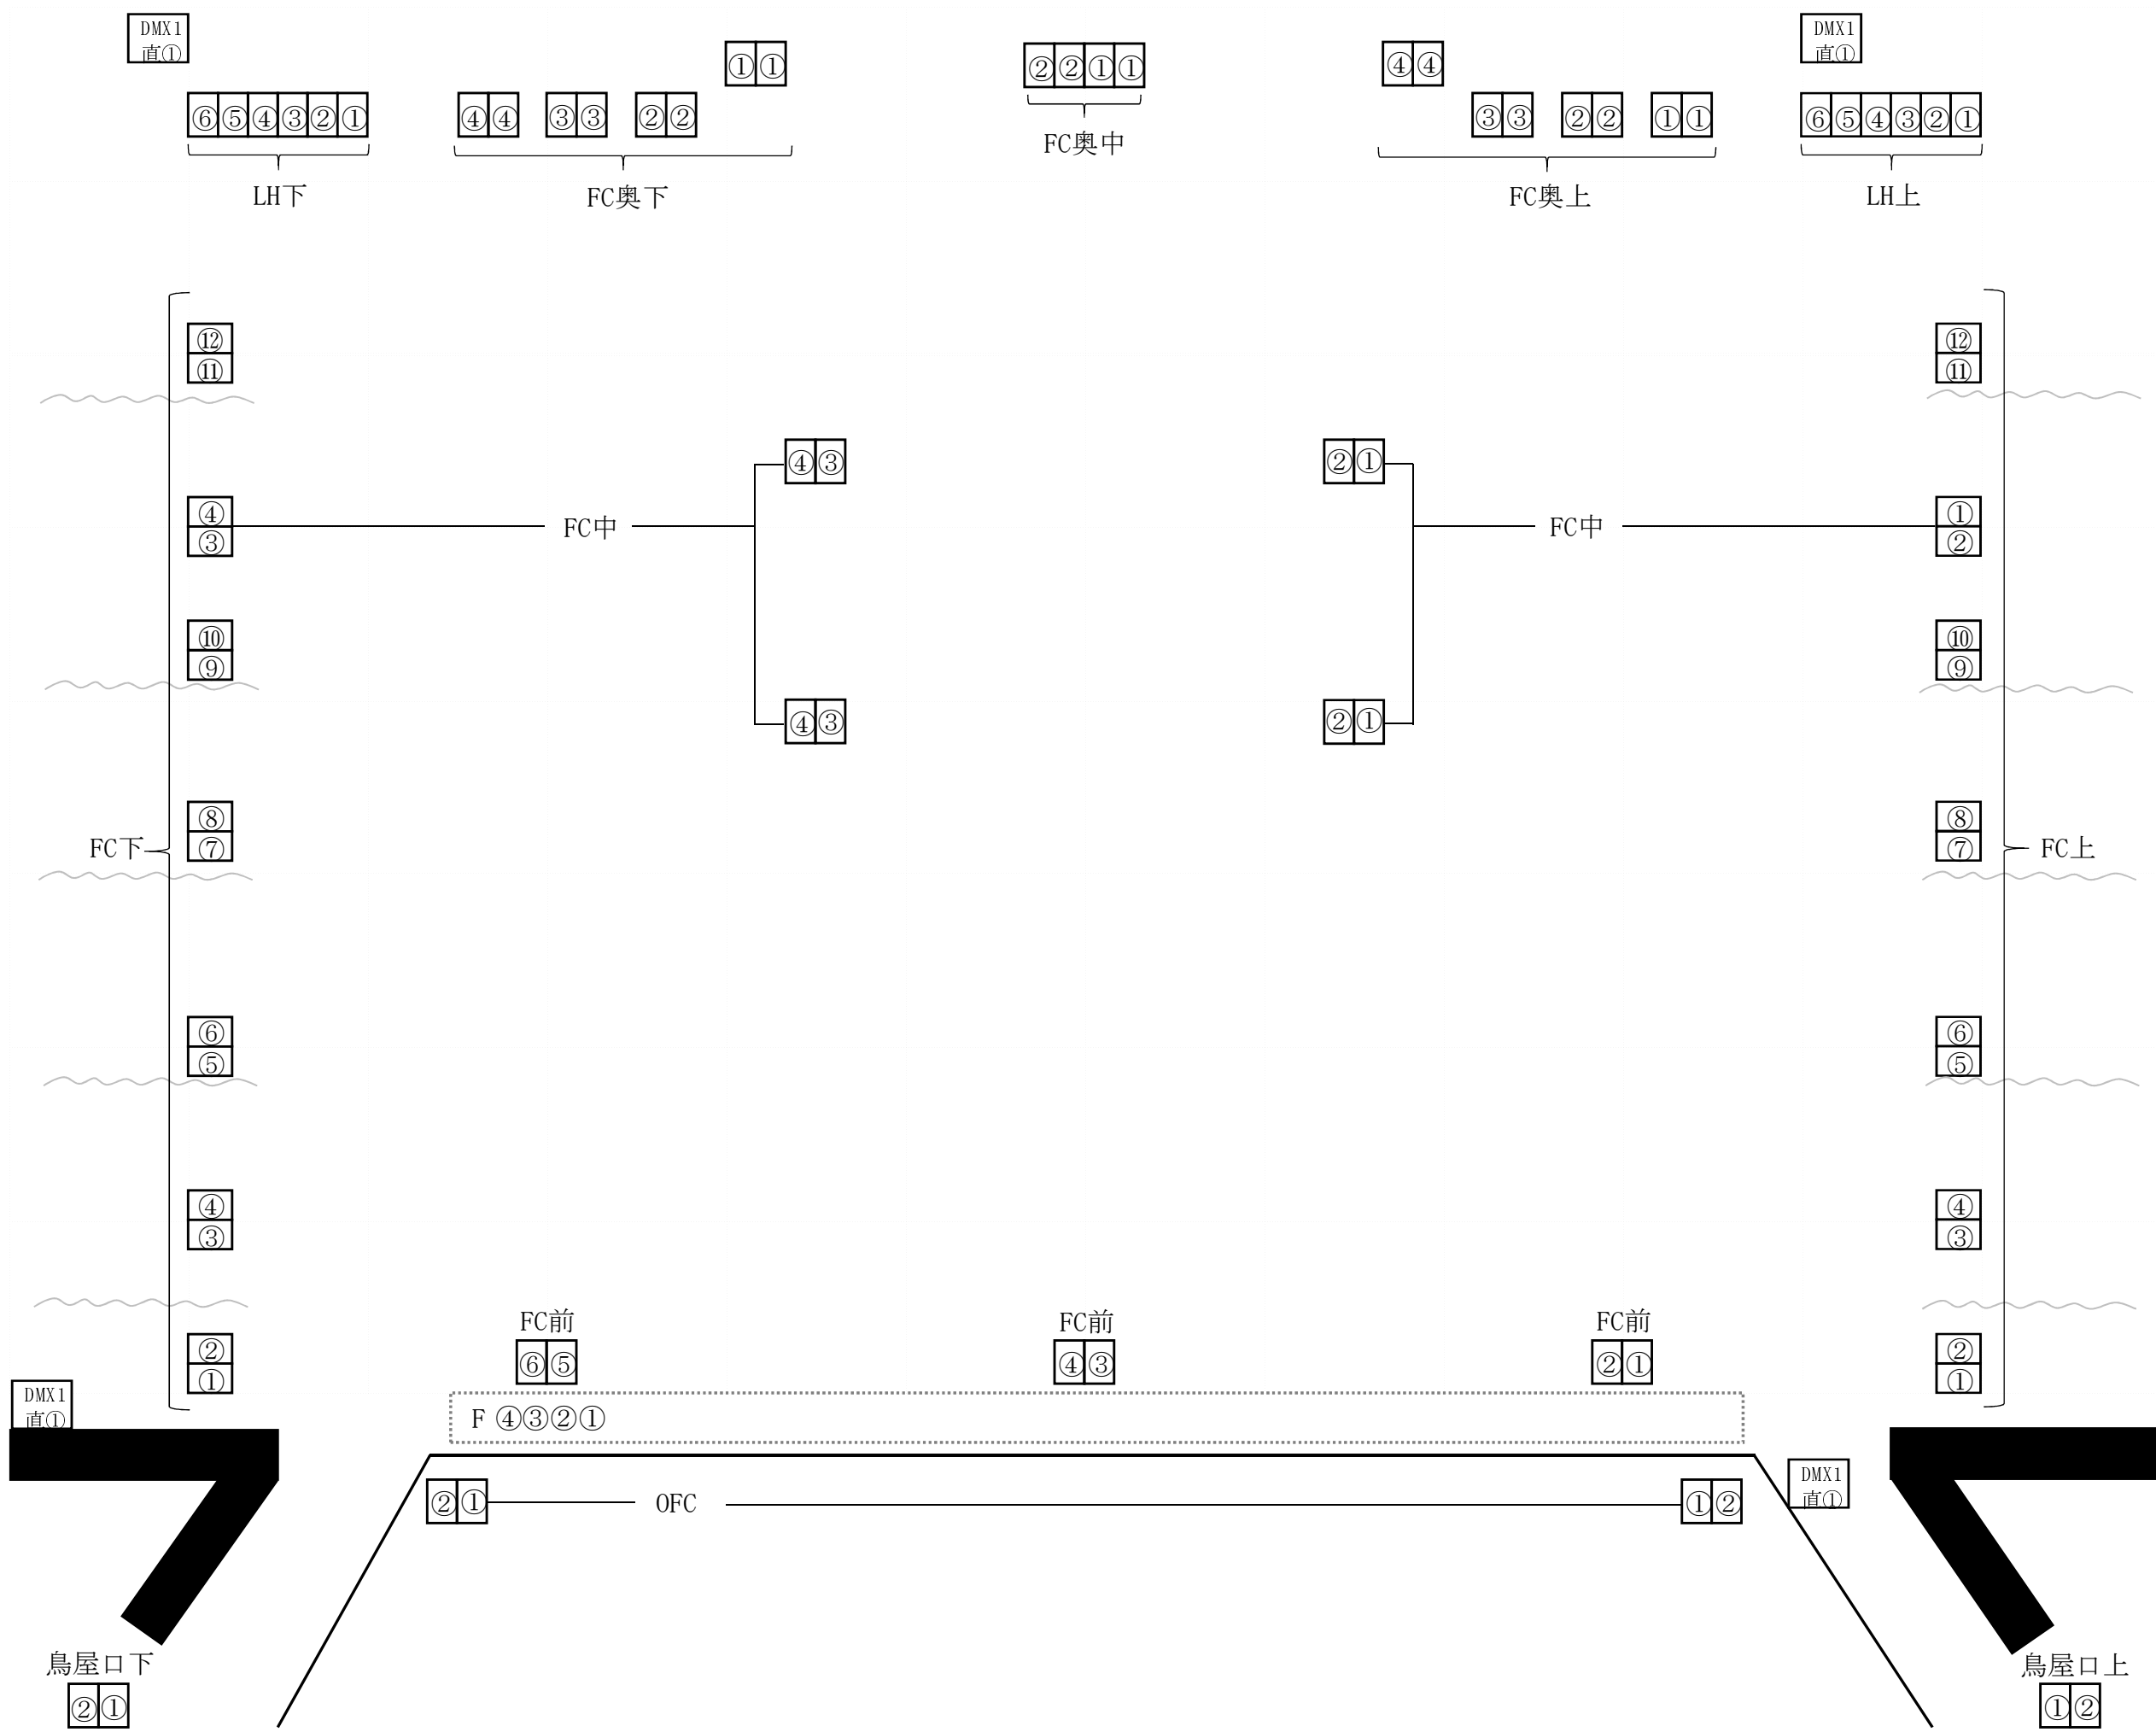 DMX1
直①
①①
②②①①
④④
DMX1
直①
⑥⑤④③②①
④④ ③③ ②②
③③ ②② ①①
⑥⑤④③②①
FC奥中
LH下
FC奥下
FC奥上
LH上
⑫
⑪
⑫
⑪
④③
②①
④
③
FC中
FC中
①
②
⑩
⑨
⑩
⑨
④③
②①
⑧
⑦
⑧
⑦
FC下
FC上
⑥
⑤
⑥
⑤
④
③
④
③
FC前
FC前
FC前
②
①
⑥⑤
④③
②①
②
①
DMX1
直①
F ④③②①
DMX1
直①
②①
OFC
①②
鳥屋口下
②①
鳥屋口上
①②